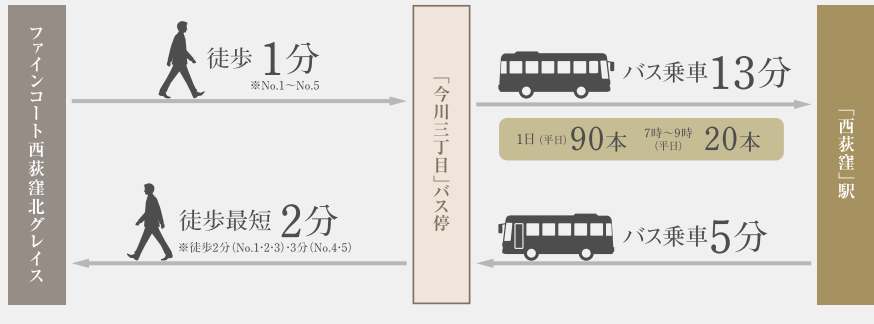 ファインコート西荻窪北グレイス
徒歩 1分
※No.1～No.5
徒歩最短 2分
※徒歩2分(No.1･2･3)･3分(No.4･5)
「今川三丁目」バス停
バス乗車13分
1日(平日)90本 7時～9時(平日) 20本
バス乗車5分
「西荻窪」駅